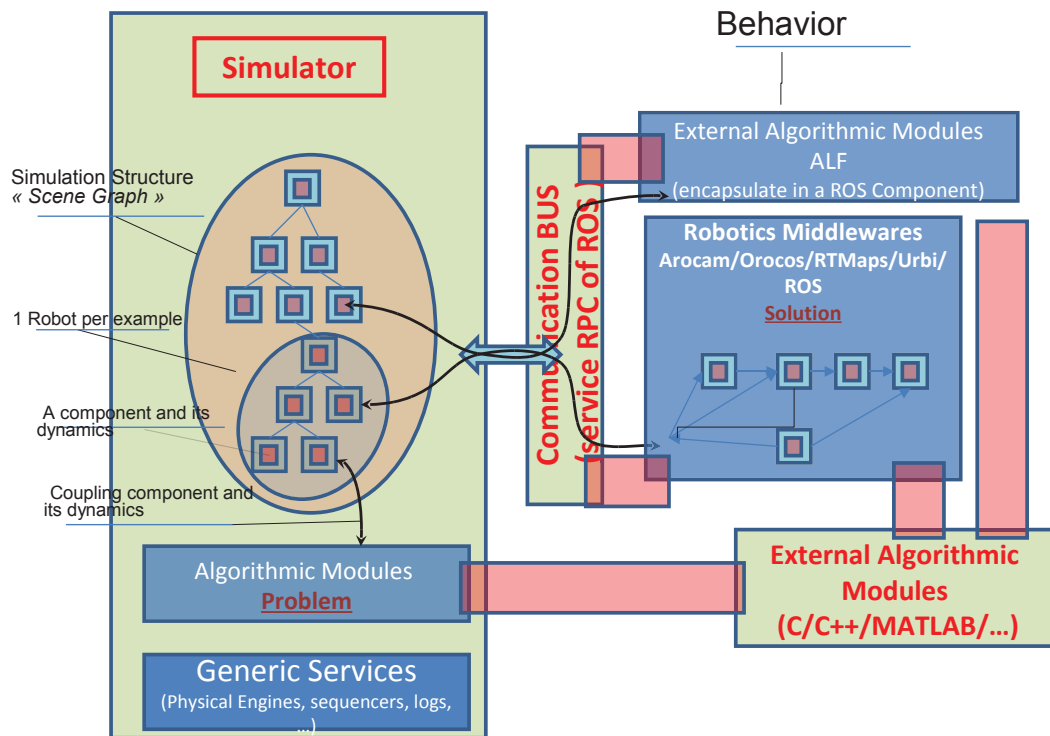 Behavior
Simulator
External Algorithmic Modules
ALF
(encapsulate in a ROS Component)
Simulation Structure
« Scene Graph »
Communication BUS
(service RPC of ROS )
Robotics Middlewares
Arocam/Orocos/RTMaps/Urbi/
ROS
Solution
1 Robot per example
A component and its
dynamics
Coupling component and
its dynamics
Algorithmic Modules
Problem
External Algorithmic
Modules
(C/C++/MATLAB/…)
Generic Services
(Physical Engines, sequencers, logs,
…)